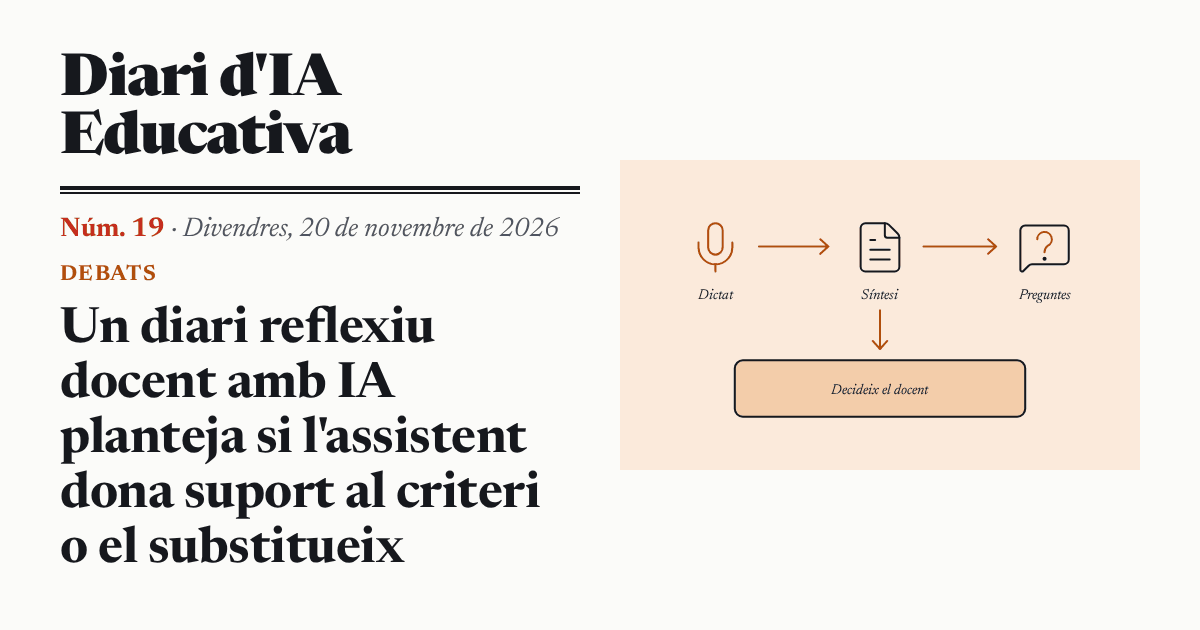 Diari d'IA
Educativa
Núm. 19 · Divendres, 20 de novembre de 2026
DEBATS
Un diari reflexiu
docent amb IA
planteja si l'assistent
dona suport al criteri
o el substitueix
Dictat
Síntesi
Preguntes
Decideix el docent